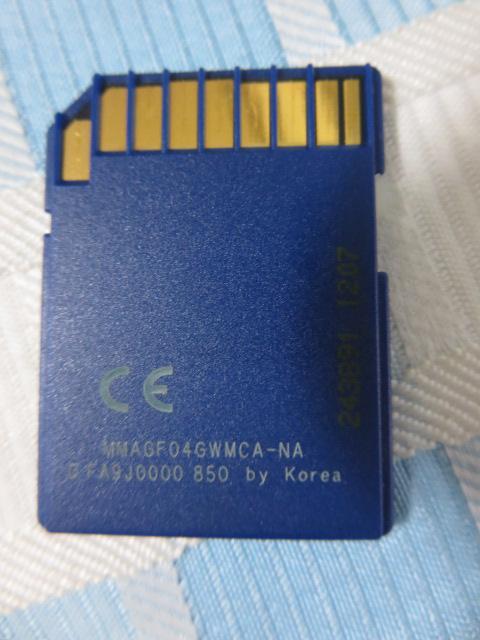 CE
MMAGF04GWMCA-NA
FA9J0000 850 by Korea
243891 1207